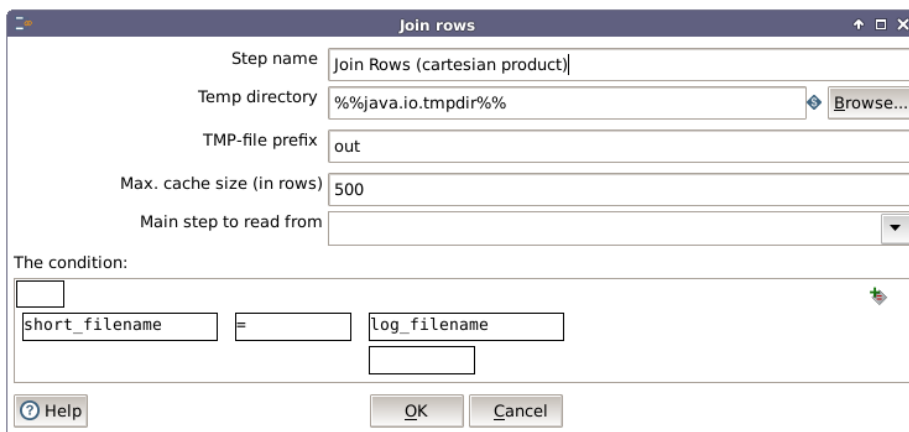 Join rows
Step name Join Rows (cartesian product)
Temp directory %%java.io.tmpdir%% Browse...
TMP-file prefix out
Max. cache size (in rows) 500
Main step to read from
The condition:
short_filename = log_filename
Help OK Cancel